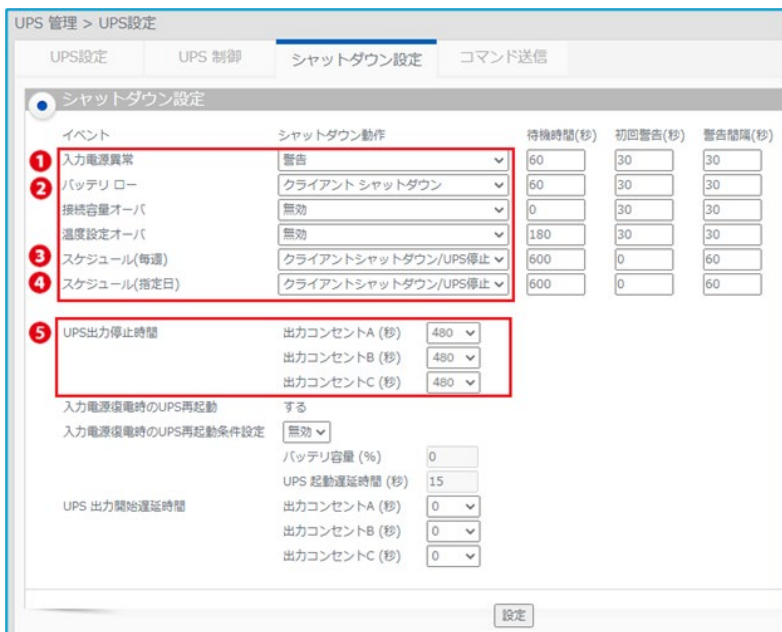 UPS 管理 > UPS設定
UPS設定 UPS 制御 シャットダウン設定 コマンド送信
シャットダウン設定
イベント シャットダウン動作 待機時間(秒) 初回警告(秒) 警告間隔(秒)
1 入力電源異常 警告 60 30 30
2 バッテリ ロー クライアント シャットダウン 60 30 30
接続容量オーバ 無効 0 30 30
温度設定オーバ 無効 180 30 30
3 スケジュール(毎週) クライアントシャットダウン/UPS停止 600 0 60
4 スケジュール(指定日) クライアントシャットダウン/UPS停止 600 0 60
5 UPS出力停止時間 出力コンセントA (秒) 480
出力コンセントB (秒) 480
出力コンセントC (秒) 480
入力電源復電時のUPS再起動 する
入力電源復電時のUPS再起動条件設定 無効
バッテリ容量 (%) 0
UPS 起動遅延時間 (秒) 15
UPS 出力開始遅延時間 出力コンセントA (秒) 0
出力コンセントB (秒) 0
出力コンセントC (秒) 0
設定